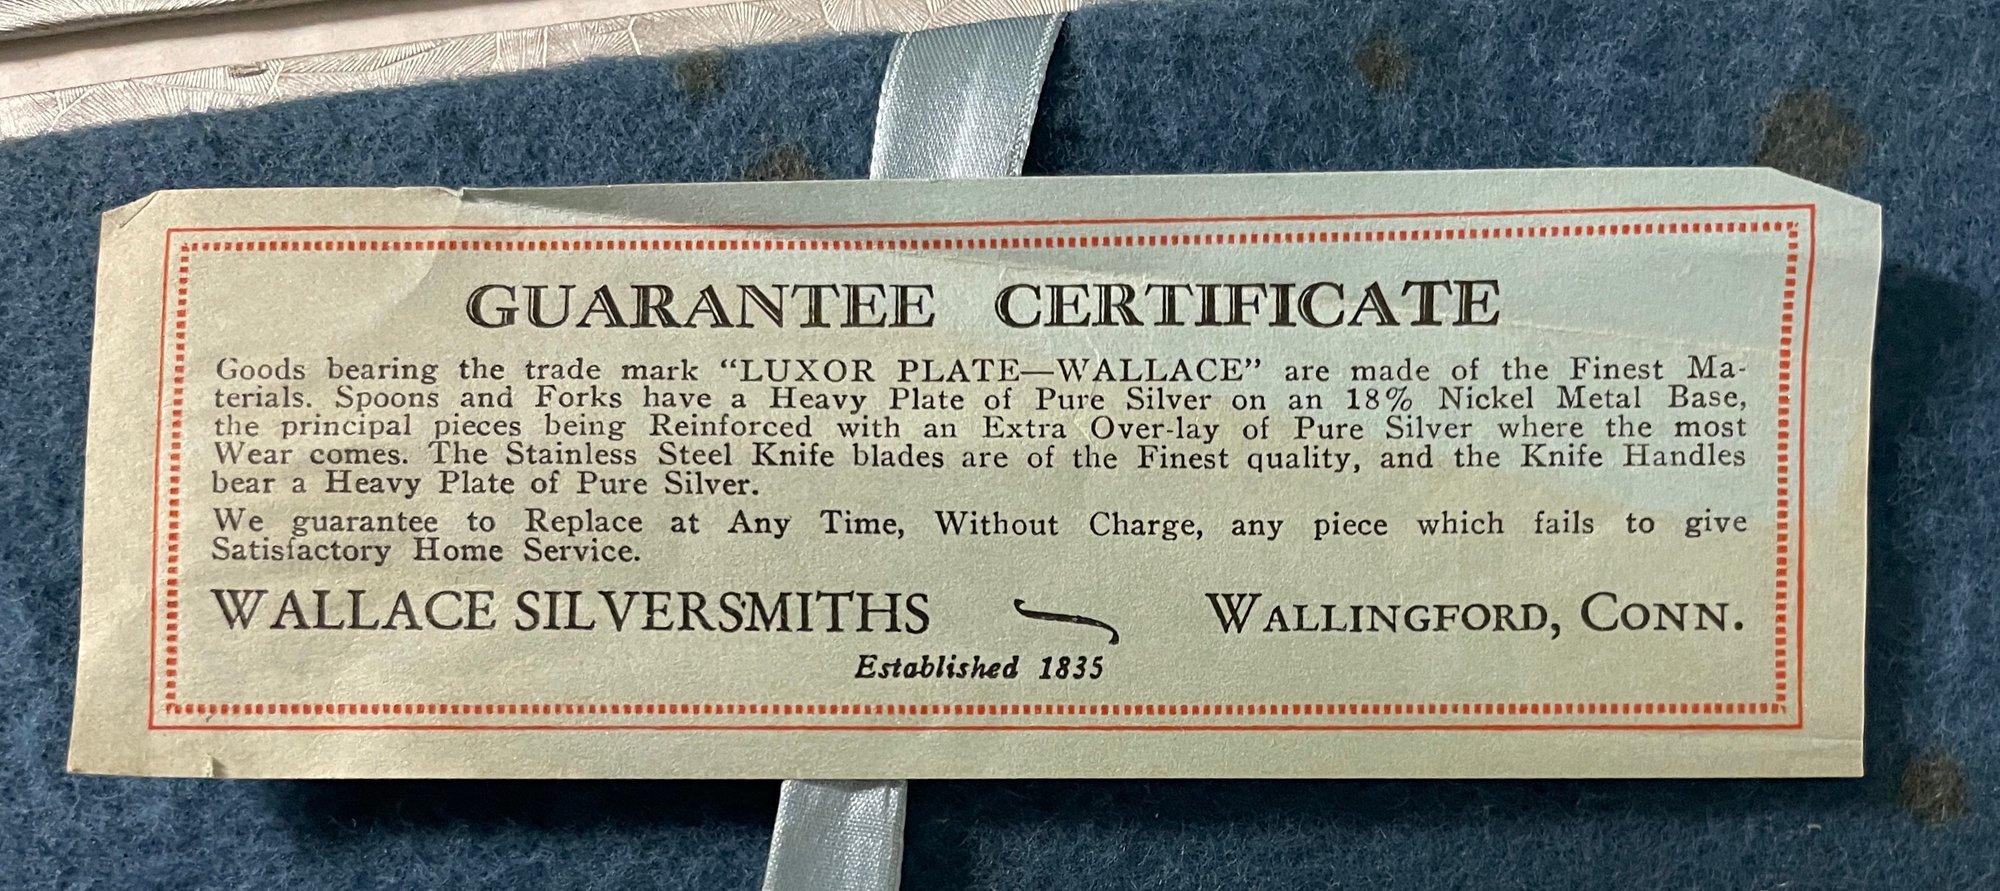 GUARANTEE CERTIFICATE
Goods bearing the trade mark “LUXOR PLATE—WALLACE” are made of the Finest Ma-
terials. Spoons and Forks have a Heavy Plate of Pure Silver on an 18% Nickel Metal Base,
the principal pieces being Reinforced with an Extra Over-lay of Pure Silver where the most
Wear comes. The Stainless Steel Knife blades are of the Finest quality, and the Knife Handles
bear a Heavy Plate of Pure Silver.
We guarantee to Replace at Any Time, Without Charge, any piece which fails to give
Satisfactory Home Service.
WALLACE SILVERSMITHS WALLINGFORD, CONN.
Established 1835